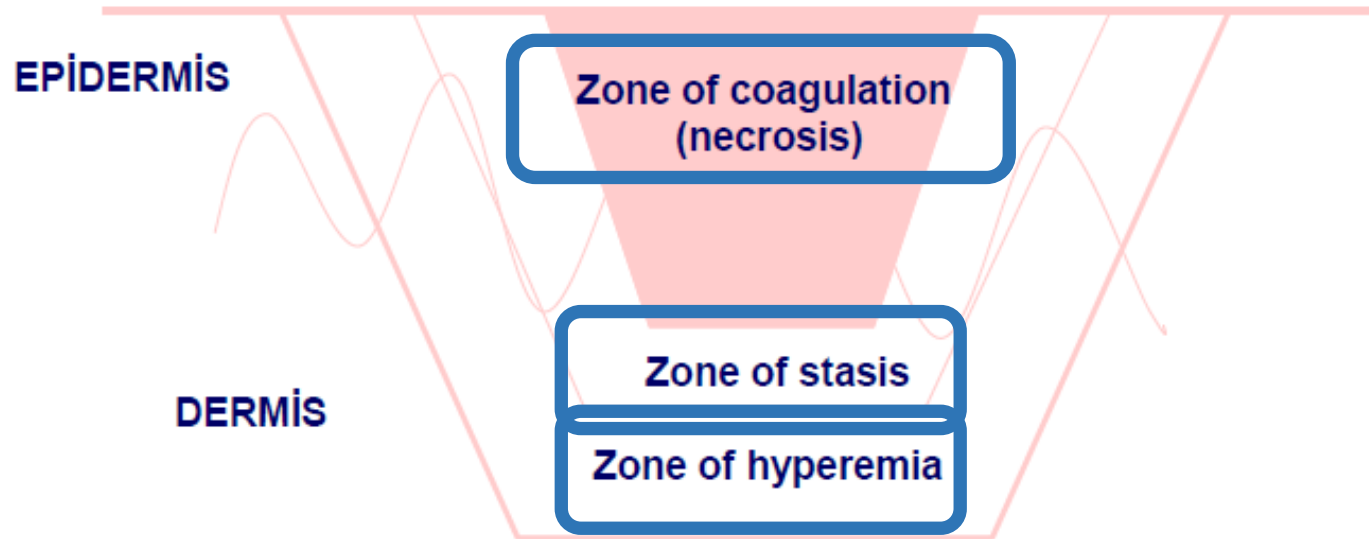 EPİDERMİS
Zone of coagulation
(necrosis)
Zone of stasis
DERMİS
Zone of hyperemia